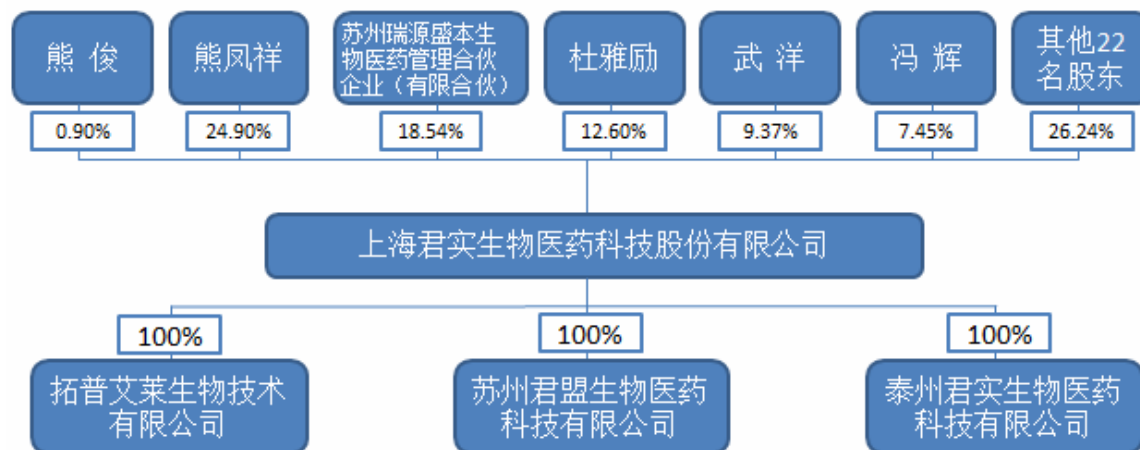 熊 俊
熊凤祥
苏州瑞源盛本生
物医药管理合伙
企业（有限合伙）
杜雅励
武 洋
冯 辉
其他22
名股东
0.90%
24.90%
18.54%
12.60%
9.37%
7.45%
26.24%
上海君实生物医药科技股份有限公司
100%
100%
100%
拓普艾莱生物技术
有限公司
苏州君盟生物医药
科技有限公司
泰州君实生物医药
科技有限公司